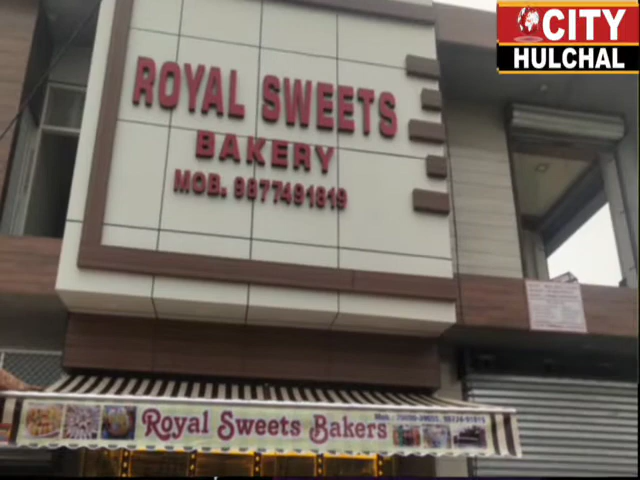 CITY
HULCHAL
ROYAL SWEETS
BAKERY
MOB. 9877491819
Royal Sweets Bakers